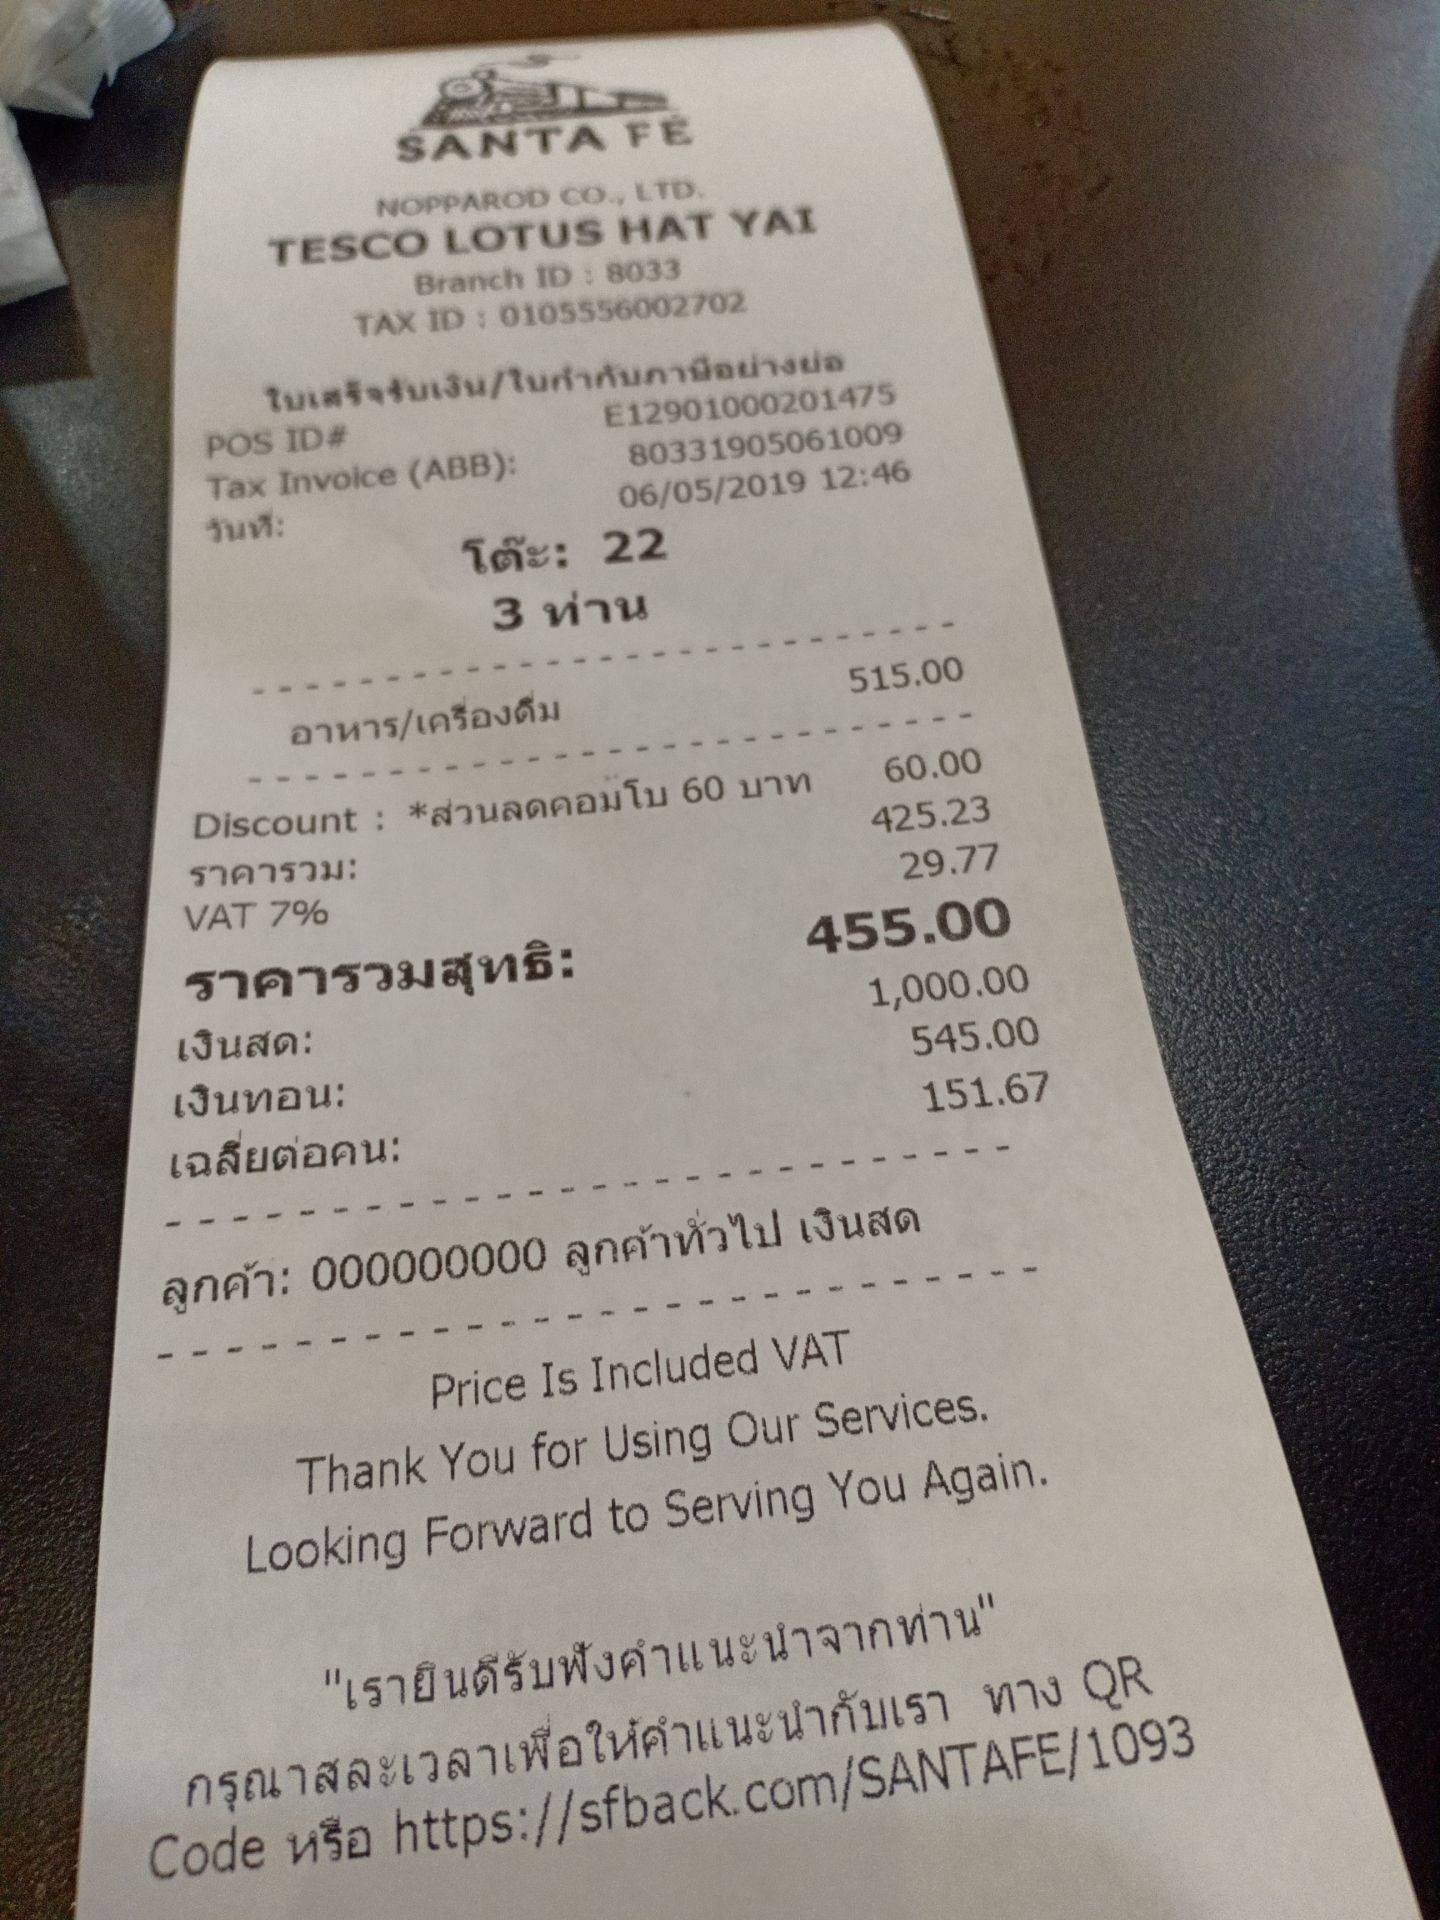 SANTA FÉ
NOPPAROD CO., LTD.
TESCO LOTUS HAT YAI
Branch ID : 8033
TAX ID : 0105556002702
ใบเสร็จรับเงิน/ใบกำกับภาษีอย่างย่อ
POS ID# E12901000201475
Tax Invoice (ABB): 80331905061009
วันที่: 06/05/2019 12:46
โต๊ะ: 22
3 ท่าน
อาหาร/เครื่องดื่ม 515.00
Discount : *ส่วนลดคอมโบ 60 บาท 60.00
ราคารวม: 425.23
VAT 7% 29.77
ราคารวมสุทธิ: 455.00
เงินสด: 1,000.00
เงินทอน: 545.00
เฉลี่ยต่อคน: 151.67
ลูกค้า: 000000000 ลูกค้าทั่วไป เงินสด
Price Is Included VAT
Thank You for Using Our Services.
Looking Forward to Serving You Again.
"เรายินดีรับฟังคำแนะนำจากท่าน"
กรุณาสละเวลาเพื่อให้คำแนะนำกับเรา ทาง QR
Code หรือ https://sfback.com/SANTAFE/1093